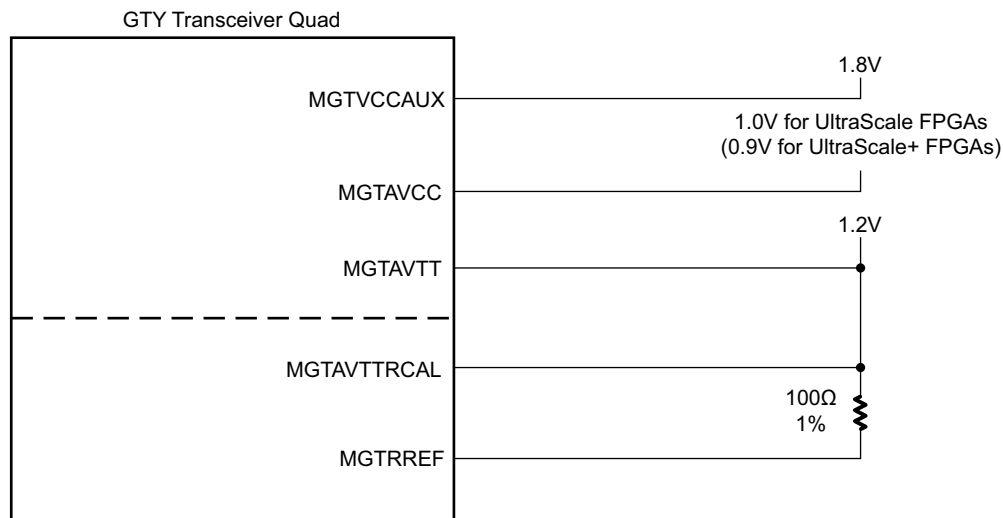 GTY Transceiver Quad
MGTVCCAUX
1.8V
1.0V for UltraScale FPGAs
(0.9V for UltraScale+ FPGAs)
MGTAVCC
1.2V
MGTAVTT
MGTAVTTRCAL
100Ω
1%
MGTRREF